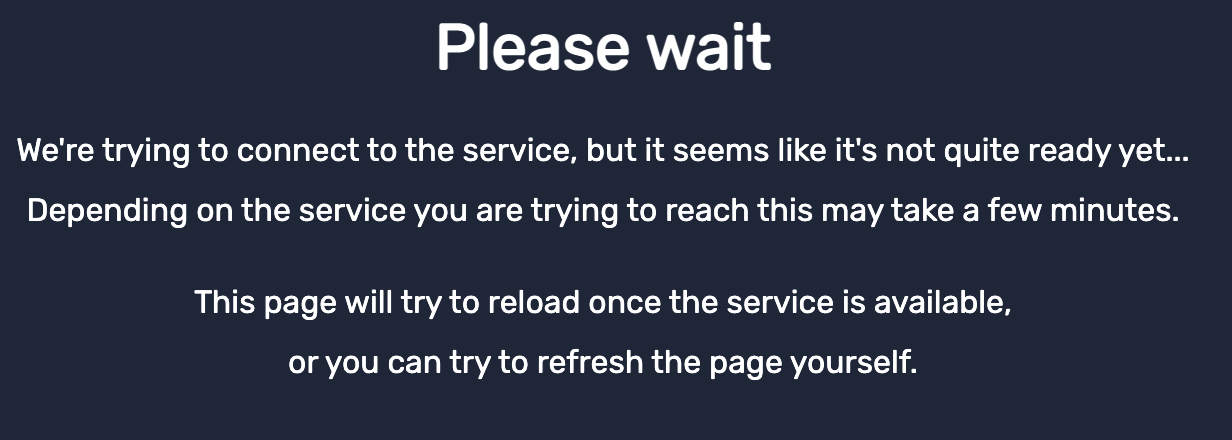 Please wait
We're trying to connect to the service, but it seems like it's not quite ready yet...
Depending on the service you are trying to reach this may take a few minutes.
This page will try to reload once the service is available,
or you can try to refresh the page yourself.